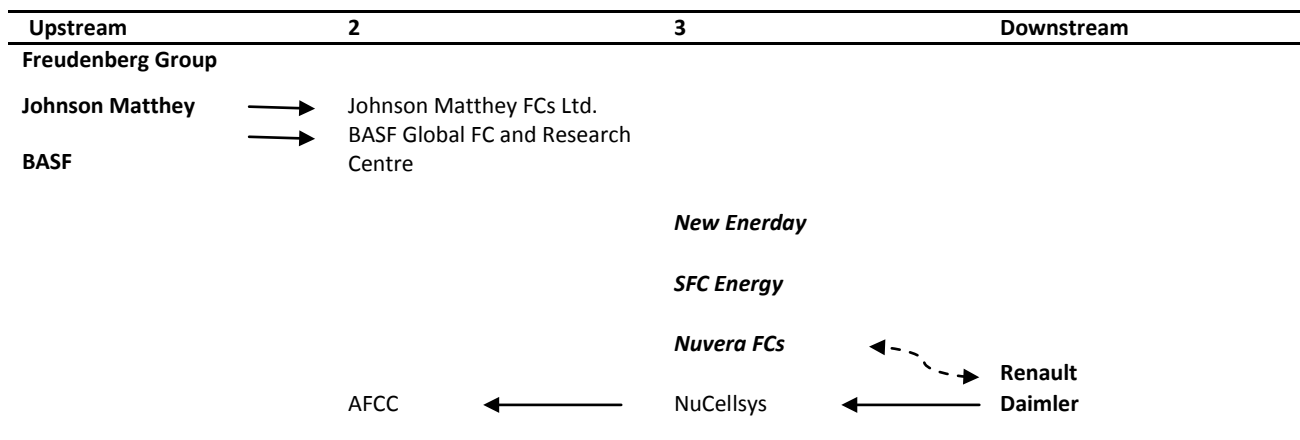 Upstream 2 3 Downstream
Freudenberg Group
Johnson Matthey Johnson Matthey FCs Ltd.
BASF Global FC and Research
BASF Centre
New Enerday
SFC Energy
Nuvera FCs
Renault
AFCC NuCellsys Daimler